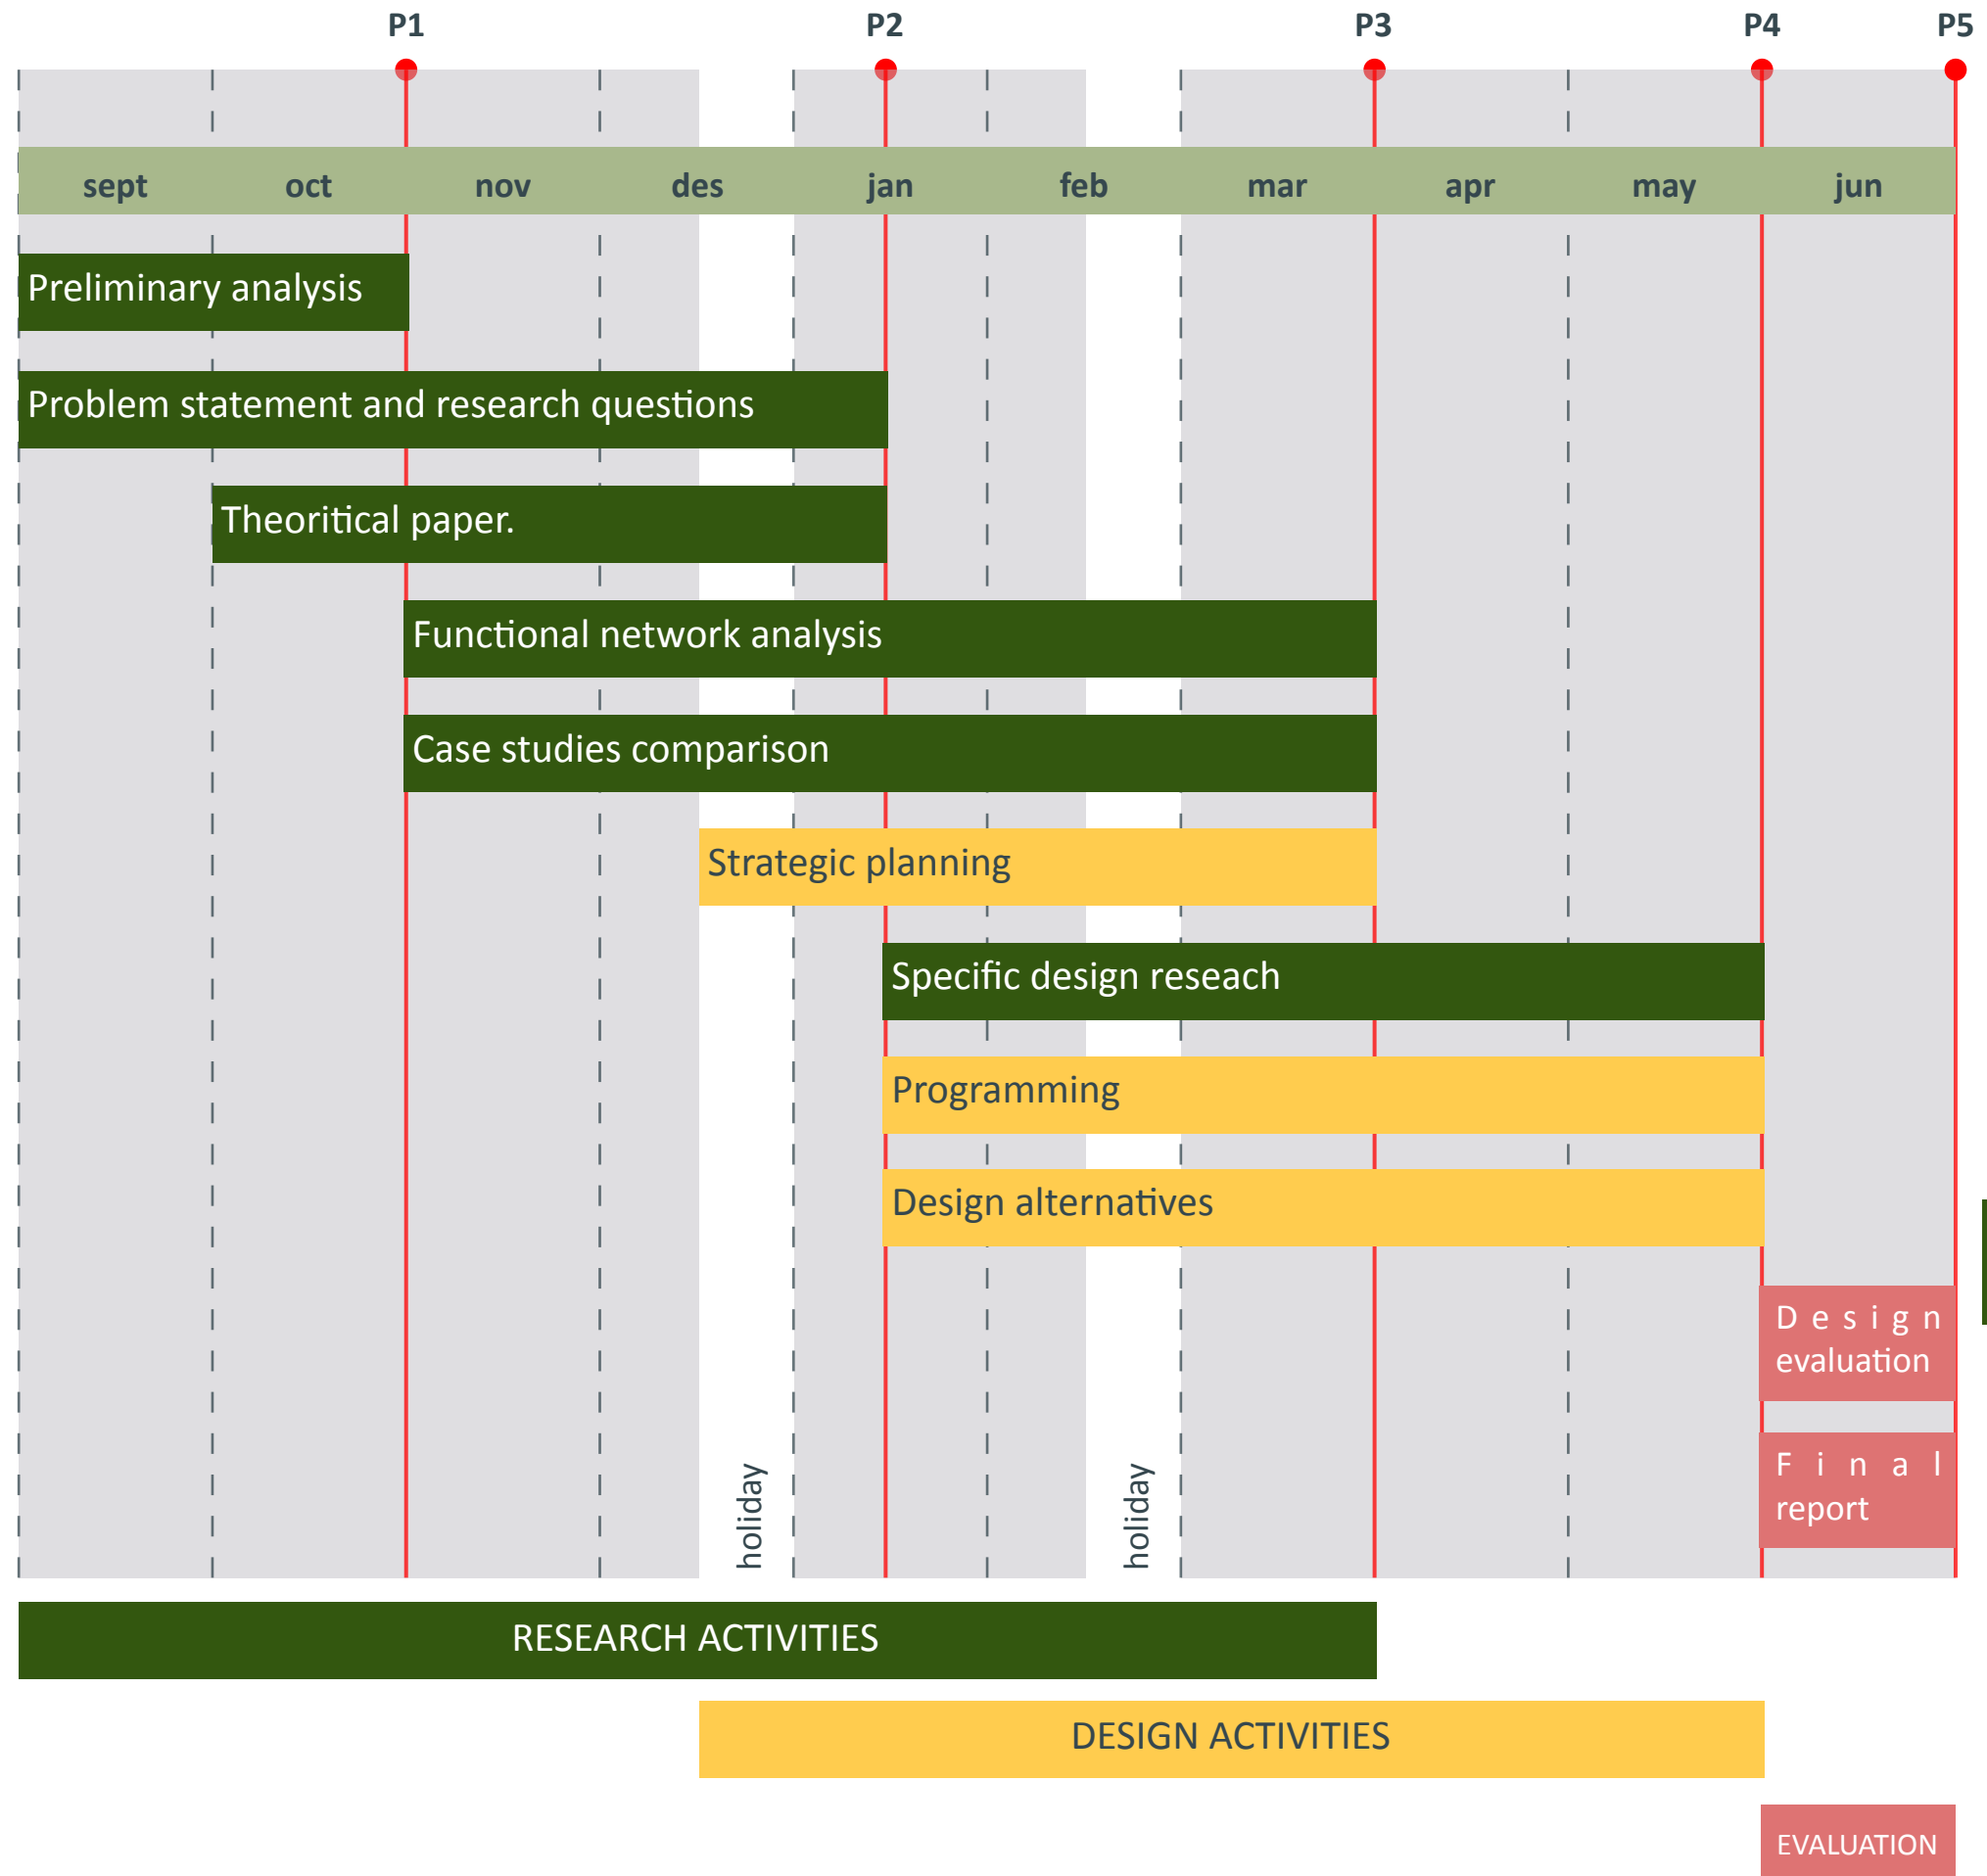 P1 P2 P3 P4 P5
sept oct nov des jan feb mar apr may jun
Preliminary analysis
Problem statement and research questions
Theoritical paper.
Functional network analysis
Case studies comparison
Strategic planning
Specific design reseach
Programming
Design alternatives
Design
evaluation
Final
report
holiday
holiday
RESEARCH ACTIVITIES
DESIGN ACTIVITIES
EVALUATION